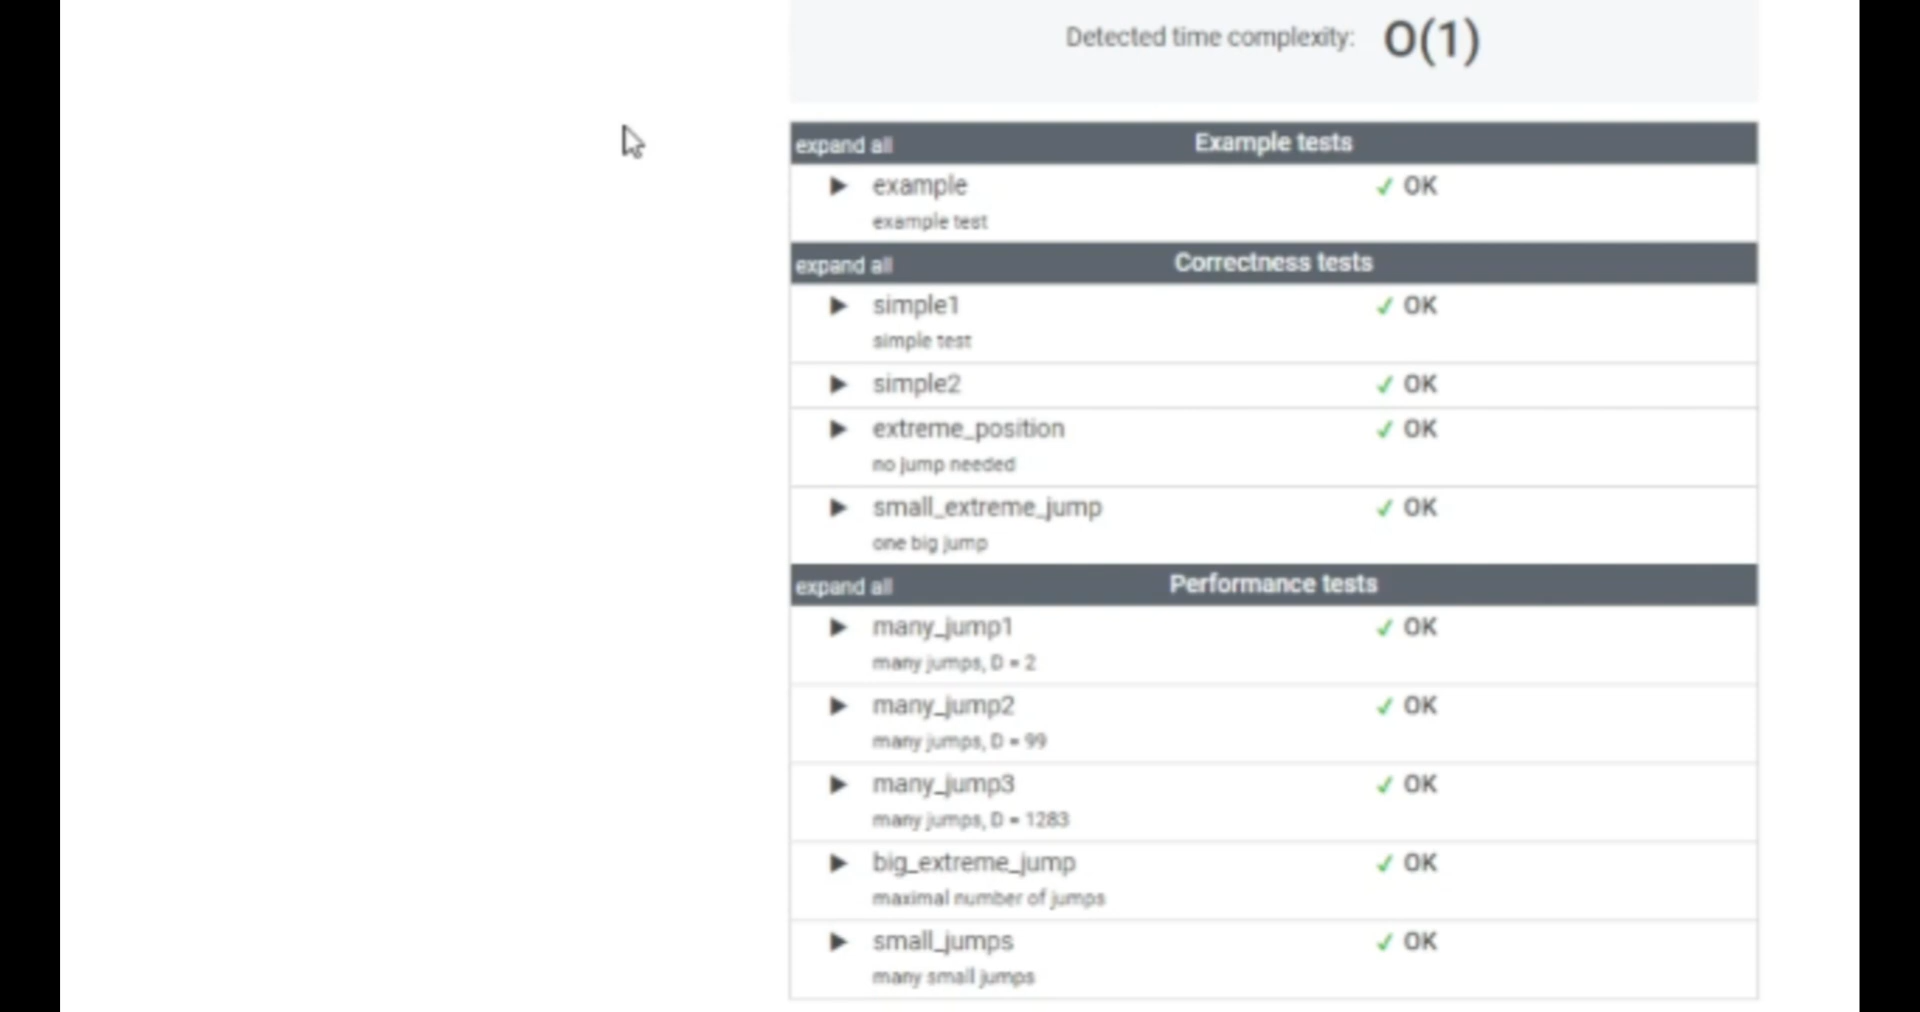 Detected time complexity: O(1)
expand all Example tests
example ✓ OK
example test
expand all Correctness tests
simple1 ✓ OK
simple test
simple2 ✓ OK
extreme_position ✓ OK
no jump needed
small_extreme_jump ✓ OK
one big jump
expand all Performance tests
many_jump1 ✓ OK
many jumps, D = 2
many_jump2 ✓ OK
many jumps, D = 99
many_jump3 ✓ OK
many jumps, D = 1283
big_extreme_jump ✓ OK
maximal number of jumps
small_jumps ✓ OK
many small jumps